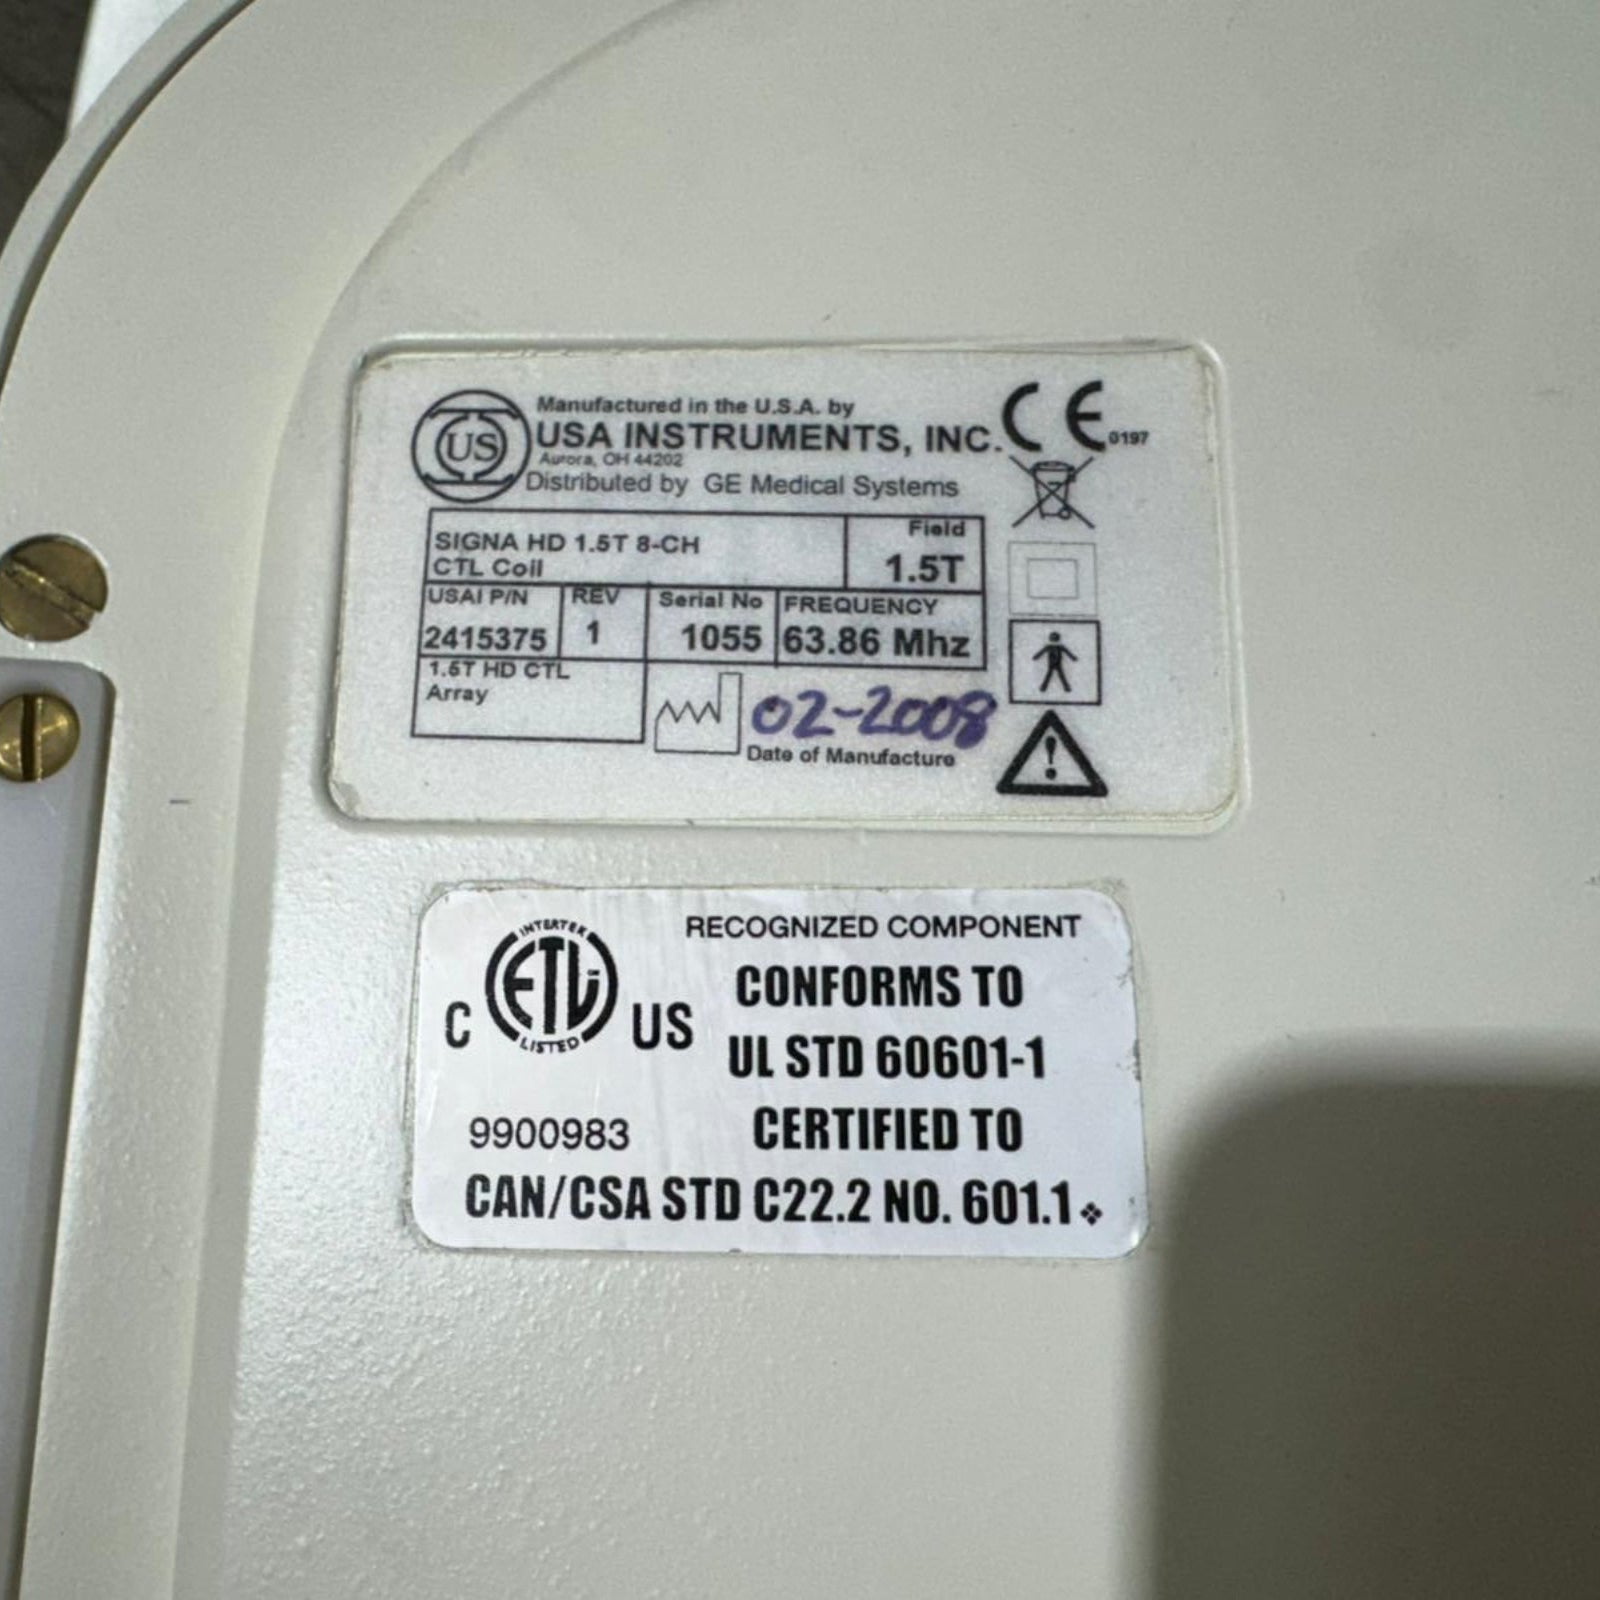 US
Manufactured in the U.S.A. by
USA INSTRUMENTS, INC.
CE 0197
Aurora, OH 44202
Distributed by GE Medical Systems
SIGNA HD 1.5T 8-CH
CTL Coil
Field
1.5T
USAI P/N
2415375
REV
1
Serial No
1055
FREQUENCY
63.86 Mhz
1.5T HD CTL
Array
02-2008
Date of Manufacture
RECOGNIZED COMPONENT
INTERTEK
C ETL US
LISTED
CONFORMS TO
UL STD 60601-1
9900983
CERTIFIED TO
CAN/CSA STD C22.2 NO. 601.1